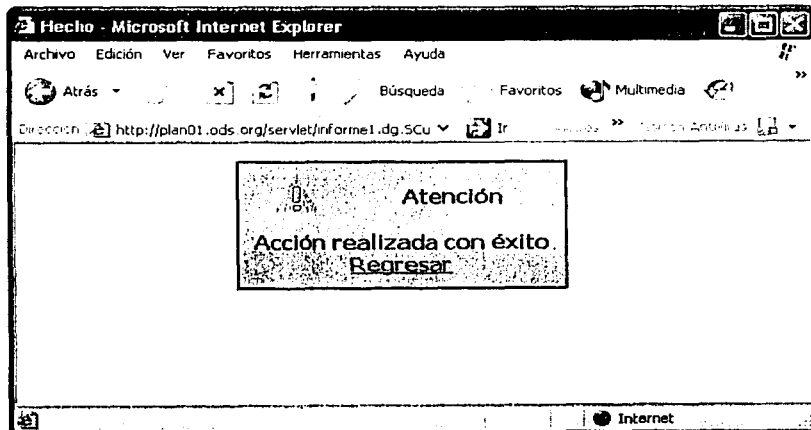 Hecho - Microsoft Internet Explorer
Archivo Edición Ver Favoritos Herramientas Ayuda
Atrás Búsqueda Favoritos Multimedia »
Dirección http://plan01.ods.org/servlet/informe1.dg.SCu Ir »
Atención
Acción realizada con éxito.
Regresar
Internet